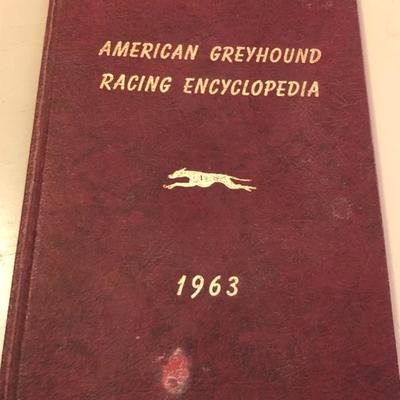 AMERICAN GREYHOUND
RACING ENCYCLOPEDIA
1963